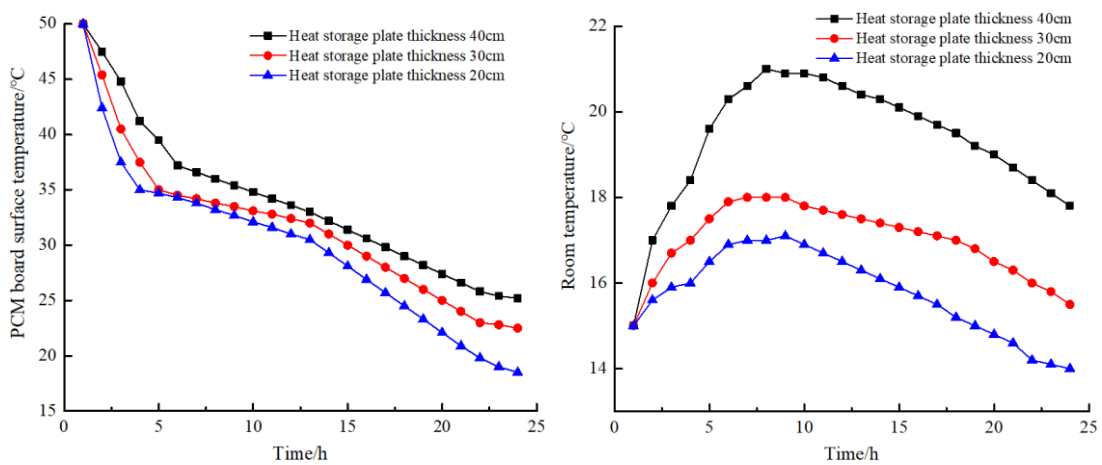 PCM board surface temperature/°C
50
45
40
35
30
25
20
15
0
5
10
15
20
25
Time/h
Heat storage plate thickness 40cm
Heat storage plate thickness 30cm
Heat storage plate thickness 20cm
Room temperature/°C
22
20
18
16
14
0
5
10
15
20
25
Time/h
Heat storage plate thickness 40cm
Heat storage plate thickness 30cm
Heat storage plate thickness 20cm